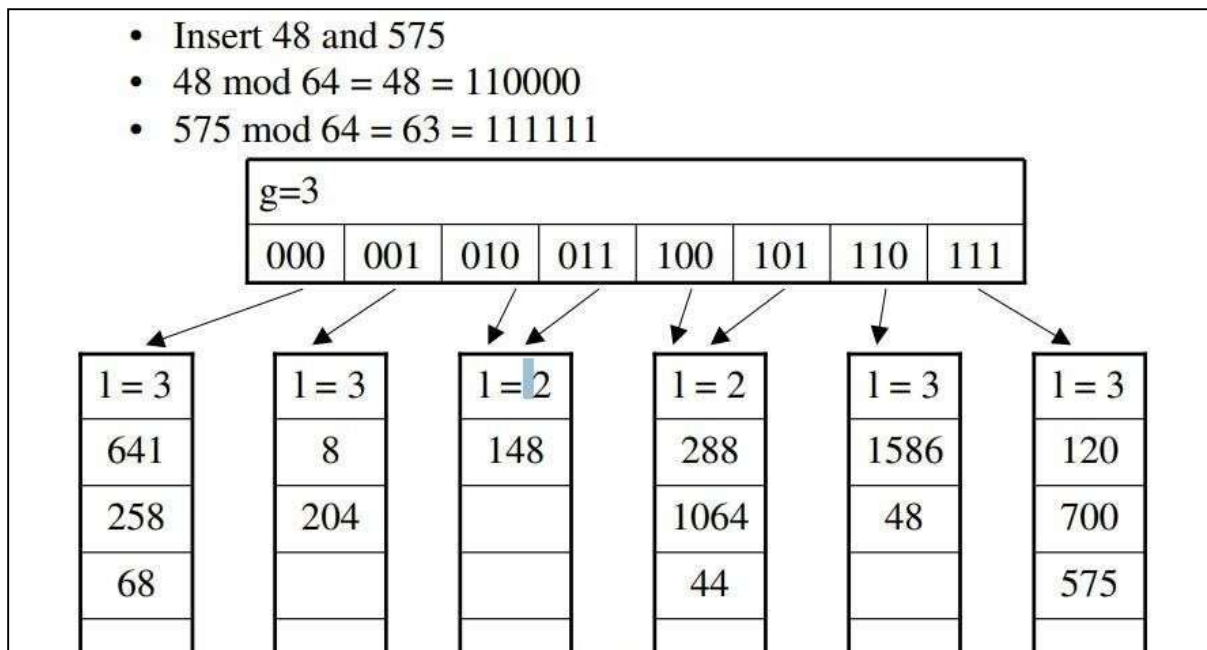 • Insert 48 and 575
• 48 mod 64 = 48 = 110000
• 575 mod 64 = 63 = 111111
g=3
000 001 010 011 100 101 110 111
l = 3 l = 3 l = 2 l = 2 l = 3 l = 3
641 8 148 288 1586 120
258 204 1064 48 700
68 44 575